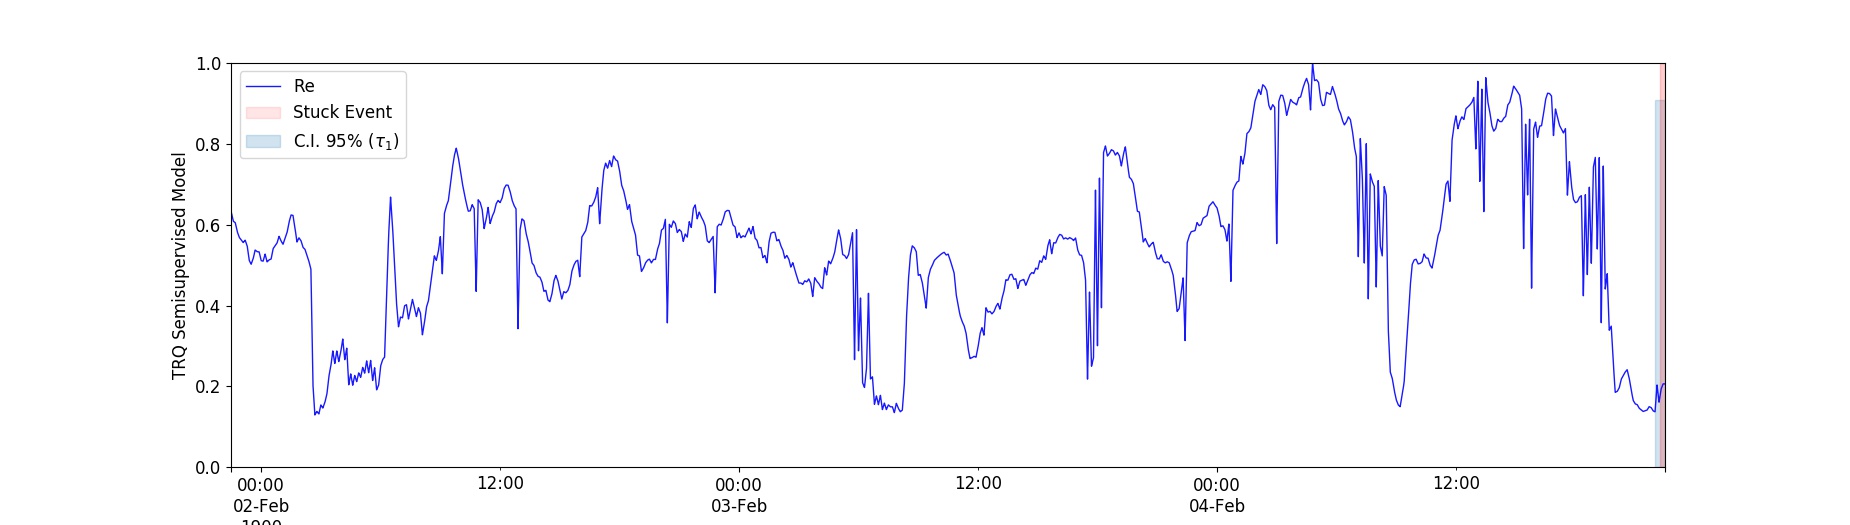 1.0
0.8
0.6
0.4
0.2
0.0
TRQ Semisupervised Model
Re
Stuck Event
C.I. 95% (τ₁)
00:00 12:00 00:00 12:00 00:00 12:00
02-Feb 03-Feb 04-Feb
1900